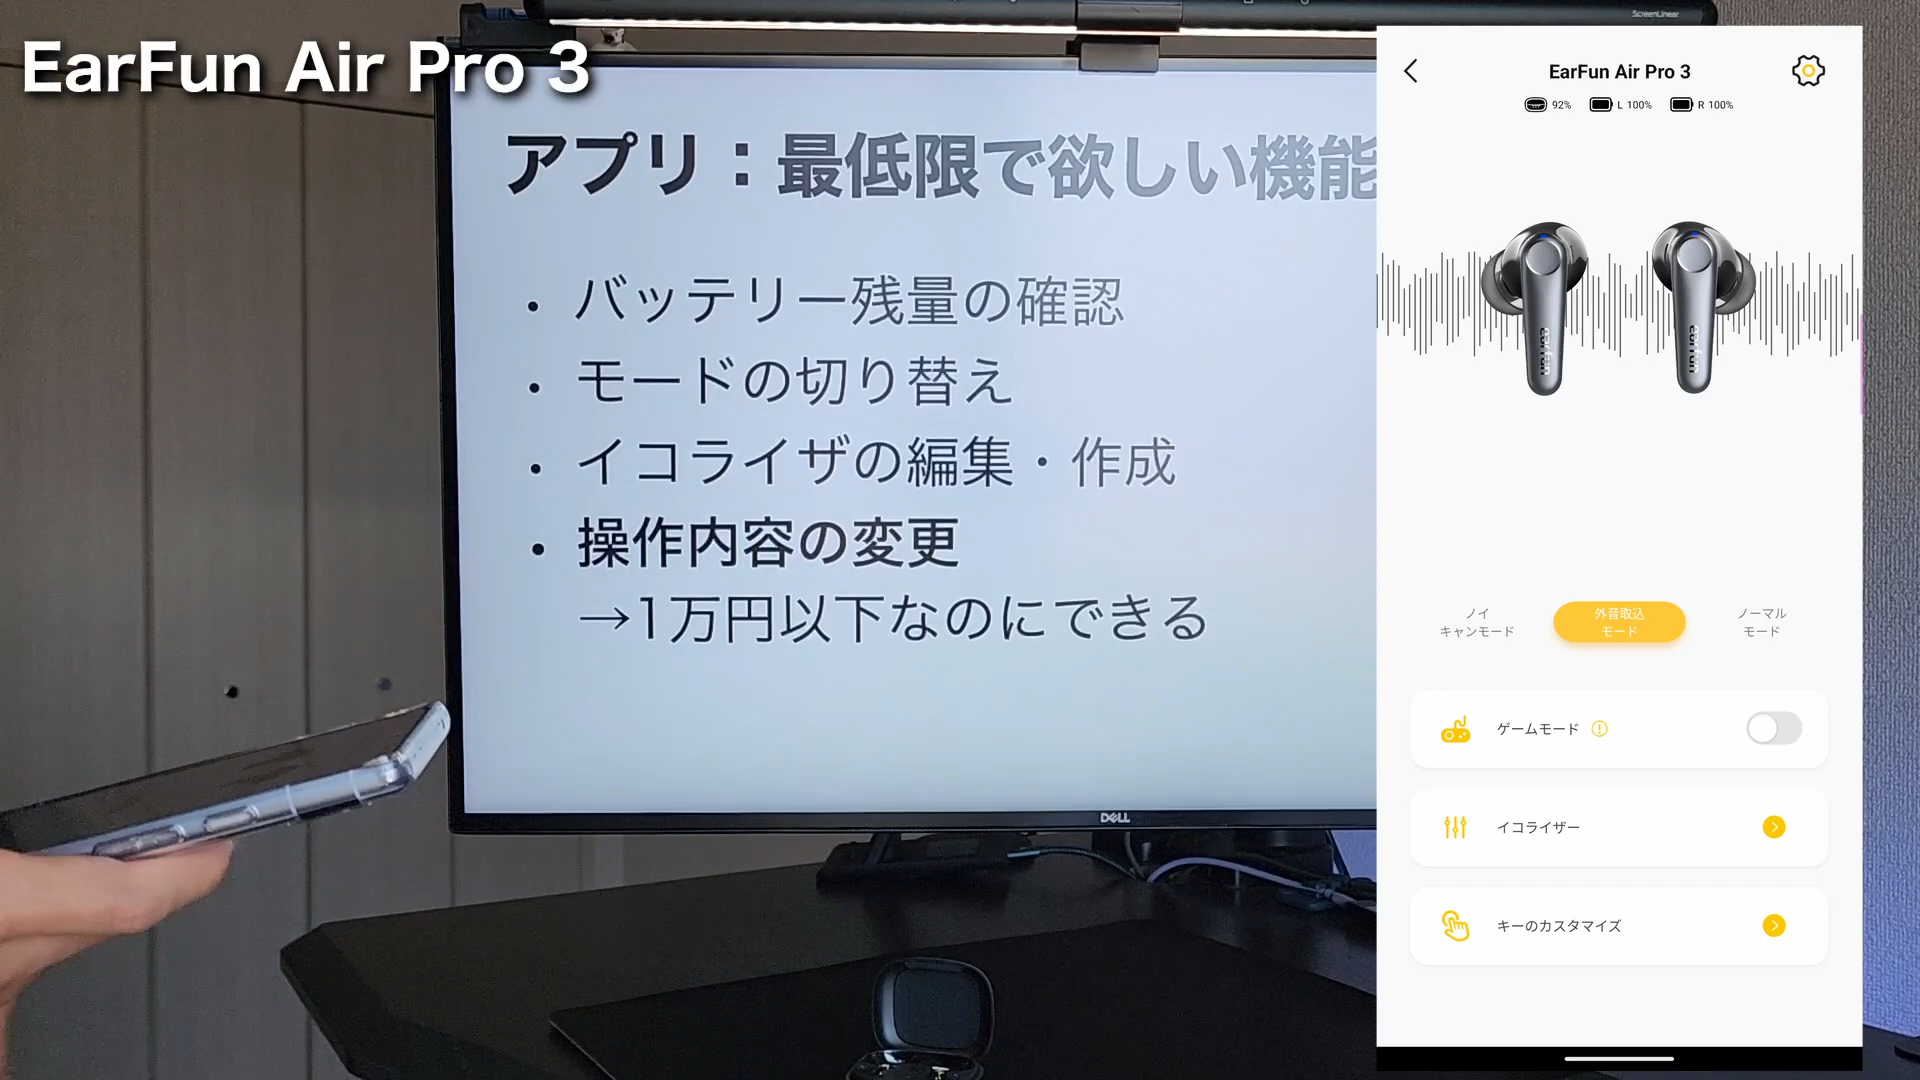 EarFun Air Pro 3
ScreenLinear
アプリ：最低限で欲しい機能
・バッテリー残量の確認
・モードの切り替え
・イコライザの編集・作成
・操作内容の変更
→1万円以下なのにできる
DELL
EarFun Air Pro 3
92% L 100% R 100%
earfun
earfun
ノイ
キャンモード
外音取込
モード
ノーマル
モード
ゲームモード
イコライザー
キーのカスタマイズ